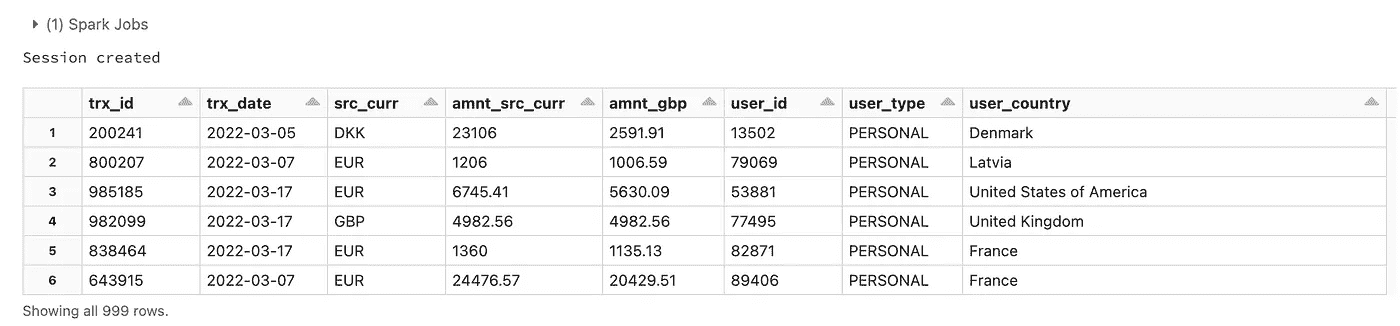 (1) Spark Jobs
Session created
trx_id trx_date src_curr amnt_src_curr amnt_gbp user_id user_type user_country
1 200241 2022-03-05 DKK 23106 2591.91 13502 PERSONAL Denmark
2 800207 2022-03-07 EUR 1206 1006.59 79069 PERSONAL Latvia
3 985185 2022-03-17 EUR 6745.41 5630.09 53881 PERSONAL United States of America
4 982099 2022-03-17 GBP 4982.56 4982.56 77495 PERSONAL United Kingdom
5 838464 2022-03-17 EUR 1360 1135.13 82871 PERSONAL France
6 643915 2022-03-07 EUR 24476.57 20429.51 89406 PERSONAL France
Showing all 999 rows.